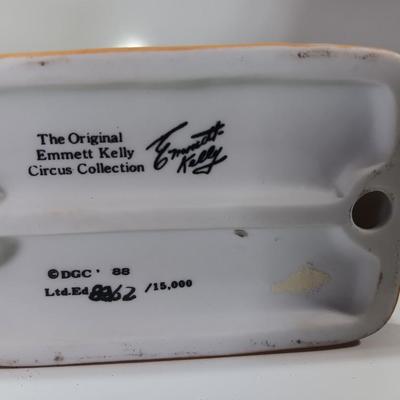 The Original
Emmett Kelly
Circus Collection
Emmett
Kelly
©DGC ' 88
Ltd.Ed. /15,000